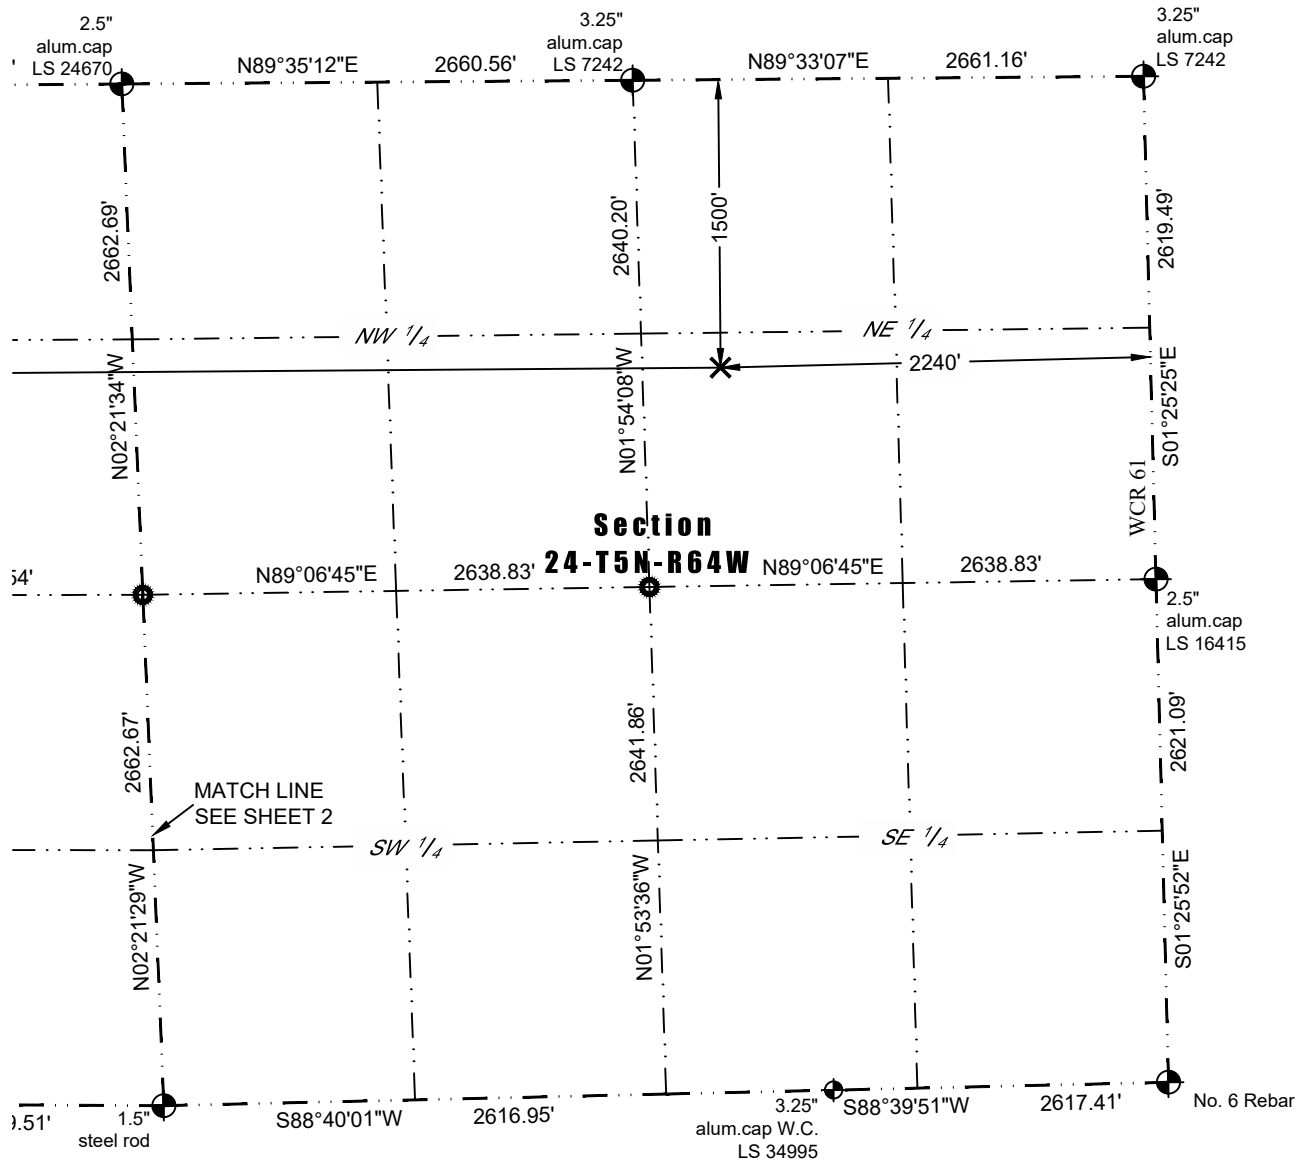 2.5"
alum.cap
LS 24670
3.25"
alum.cap
LS 7242
3.25"
alum.cap
LS 7242
'
N89°35'12"E
2660.56'
N89°33'07"E
2661.16'
2662.69'
2640.20'
1500'
2619.49'
NW 1/4
NE 1/4
N02°21'34"W
N01°54'08"W
2240'
S01°25'25"E
WCR 61
Section
24-T5N-R64W
54'
N89°06'45"E
2638.83'
N89°06'45"E
2638.83'
2.5"
alum.cap
LS 16415
2662.67'
2641.86'
2621.09'
MATCH LINE
SEE SHEET 2
SW 1/4
SE 1/4
N02°21'29"W
N01°53'36"W
S01°25'52"E
9.51'
1.5"
steel rod
S88°40'01"W
2616.95'
3.25"
alum.cap W.C.
LS 34995
S88°39'51"W
2617.41'
No. 6 Rebar